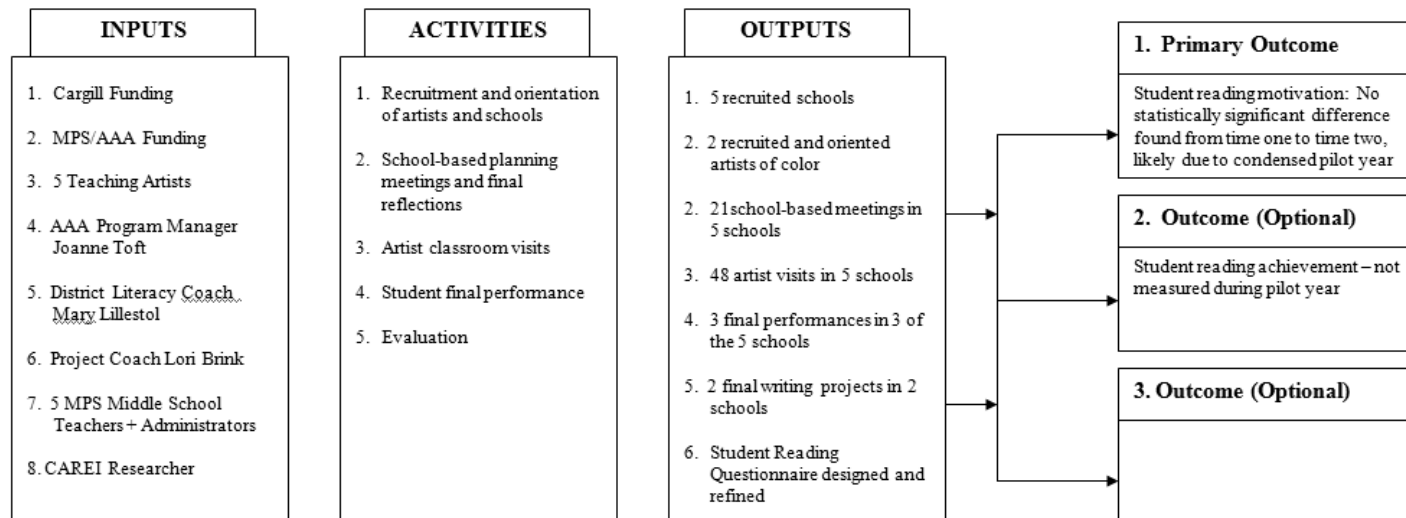 INPUTS
1. Cargill Funding
2. MPS/AAA Funding
3. 5 Teaching Artists
4. AAA Program Manager
Joanne Toft
5. District Literacy Coach
Mary Lillestol
6. Project Coach Lori Brink
7. 5 MPS Middle School
Teachers + Administrators
8. CAREI Researcher
ACTIVITIES
1. Recruitment and orientation
of artists and schools
2. School-based planning
meetings and final
reflections
3. Artist classroom visits
4. Student final performance
5. Evaluation
OUTPUTS
1. 5 recruited schools
2. 2 recruited and oriented
artists of color
2. 21school-based meetings in
5 schools
3. 48 artist visits in 5 schools
4. 3 final performances in 3 of
the 5 schools
5. 2 final writing projects in 2
schools
6. Student Reading
Questionnaire designed and
refined
1. Primary Outcome
Student reading motivation: No
statistically significant difference
found from time one to time two,
likely due to condensed pilot year
2. Outcome (Optional)
Student reading achievement – not
measured during pilot year
3. Outcome (Optional)